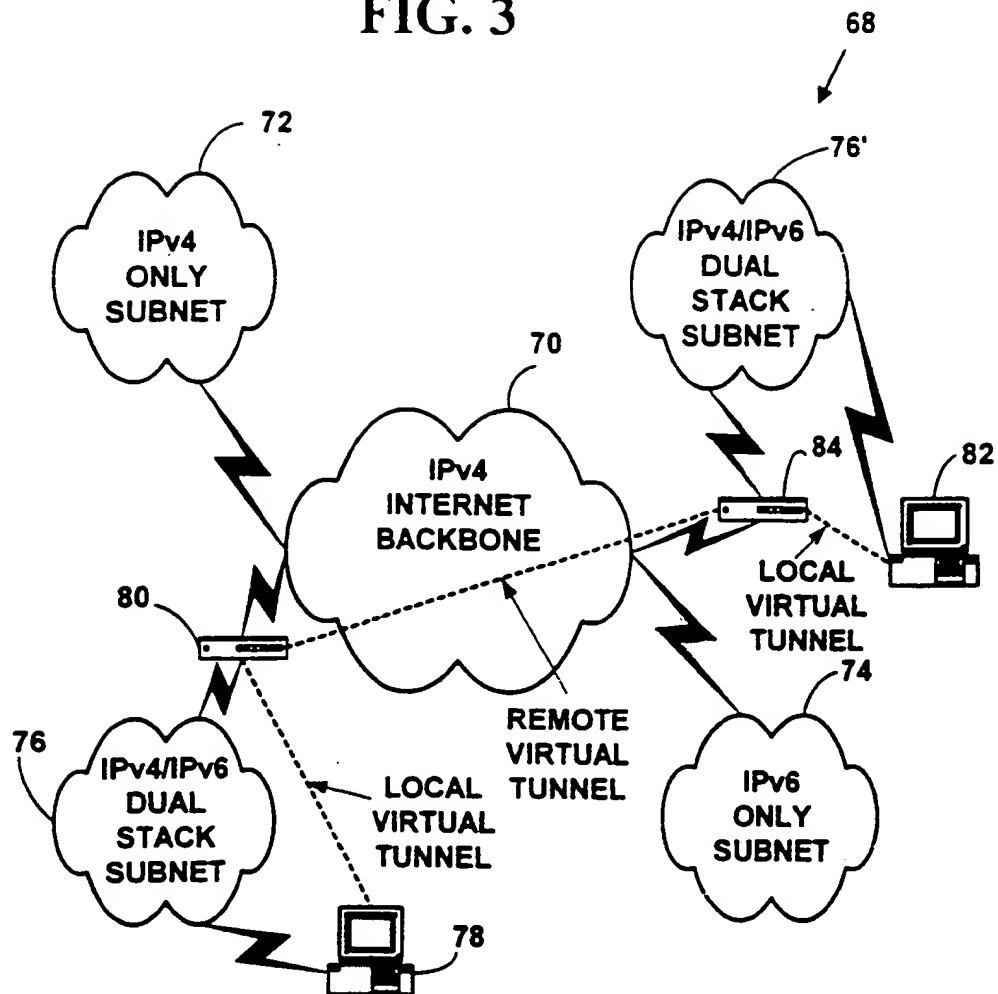 FIG. 3
68
72
76'
IPv4
ONLY
SUBNET
IPv4/IPv6
DUAL
STACK
SUBNET
70
84
82
IPv4
INTERNET
BACKBONE
80
LOCAL
VIRTUAL
TUNNEL
74
REMOTE
VIRTUAL
TUNNEL
76
IPv4/IPv6
DUAL
STACK
SUBNET
LOCAL
VIRTUAL
TUNNEL
IPv6
ONLY
SUBNET
78